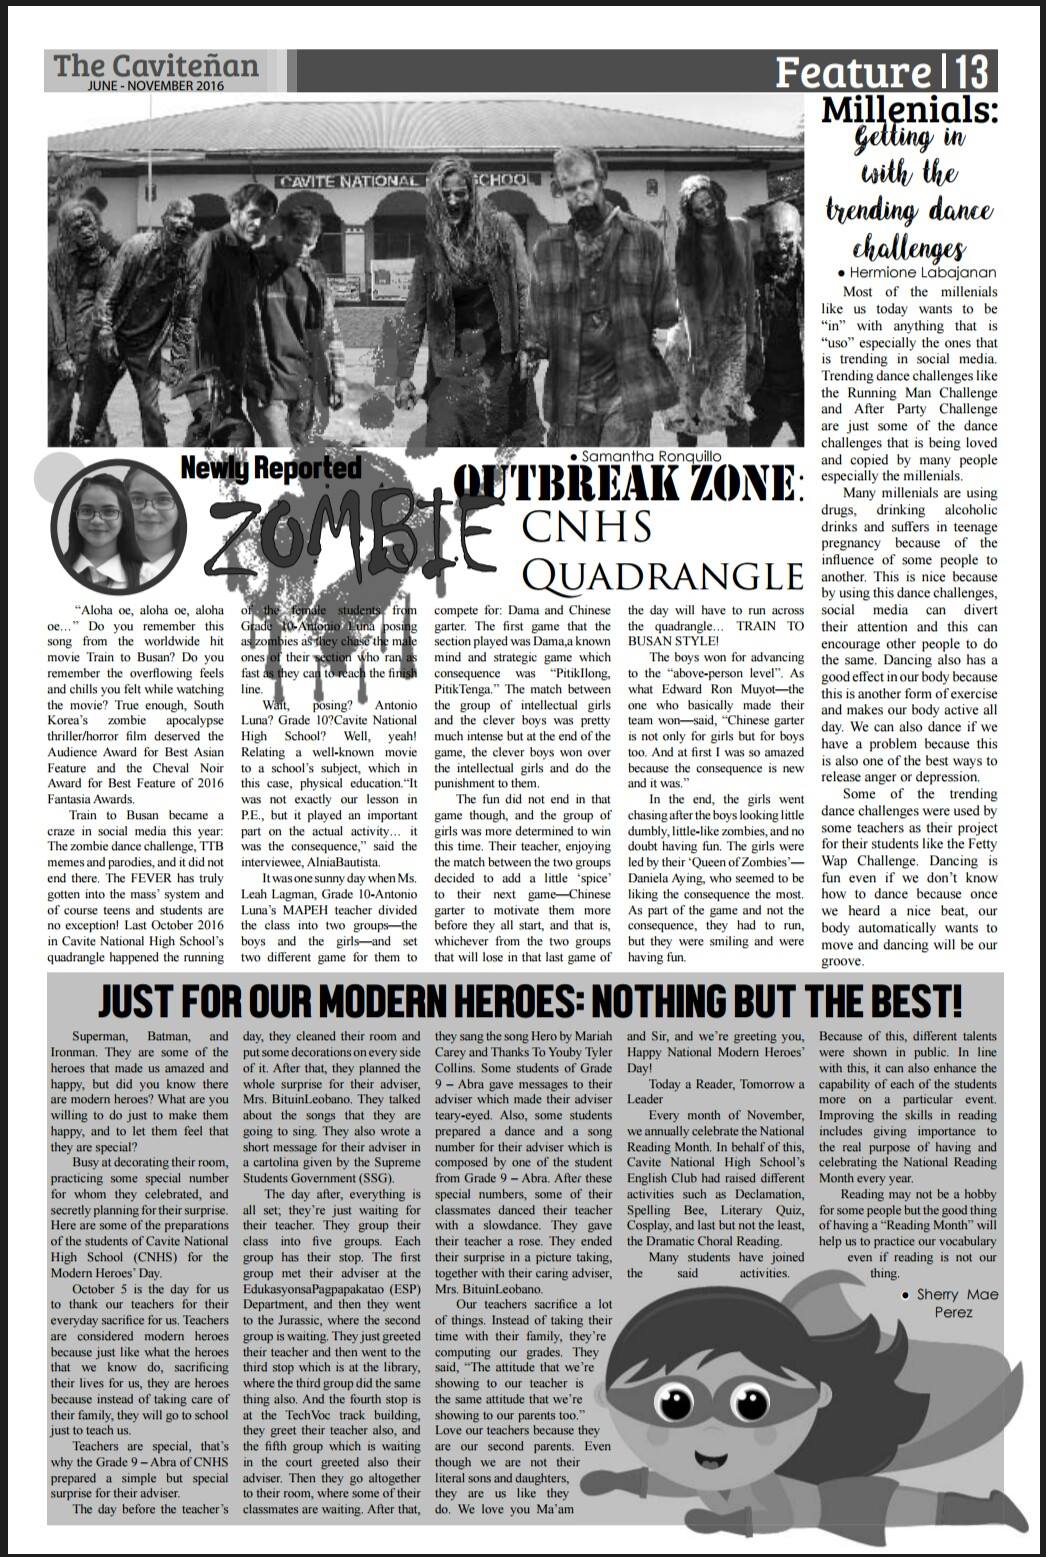 The Caviteñan
JUNE - NOVEMBER 2016
Feature | 13
CAVITE NATIONAL
SCHOOL
• Samantha Ronquillo
Newly Reported
ZOMBIE
OUTBREAK ZONE:
CNHS
QUADRANGLE
“Aloha oe, aloha oe, aloha
oe...” Do you remember this
song from the worldwide hit
movie Train to Busan? Do you
remember the overflowing feels
and chills you felt while watching
the movie? True enough, South
Korea’s zombie apocalypse
thriller/horror film deserved the
Audience Award for Best Asian
Feature and the Cheval Noir
Award for Best Feature of 2016
Fantasia Awards.
Train to Busan became a
craze in social media this year:
The zombie dance challenge, TTB
memes and parodies, and it did not
end there. The FEVER has truly
gotten into the mass’ system and
of course teens and students are
no exception! Last October 2016
in Cavite National High School’s
quadrangle happened the running
of the female students from
Grade 10-Antonio Luna posing
as zombies as they chase the male
ones of their section who ran as
fast as they can to reach the finish
line.
Wait, posing? Antonio
Luna? Grade 10?Cavite National
High School? Well, yeah!
Relating a well-known movie
to a school’s subject, which in
this case, physical education.“It
was not exactly our lesson in
P.E., but it played an important
part on the actual activity... it
was the consequence,” said the
interviewee, AlniaBautista.
It was one sunny day when Ms.
Leah Lagman, Grade 10-Antonio
Luna’s MAPEH teacher divided
the class into two groups—the
boys and the girls—and set
two different game for them to
compete for: Dama and Chinese
garter. The first game that the
section played was Dama,a known
mind and strategic game which
consequence was “PitikIlong,
PitikTenga.” The match between
the group of intellectual girls
and the clever boys was pretty
much intense but at the end of the
game, the clever boys won over
the intellectual girls and do the
punishment to them.
The fun did not end in that
game though, and the group of
girls was more determined to win
this time. Their teacher, enjoying
the match between the two groups
decided to add a little ‘spice’
to their next game—Chinese
garter to motivate them more
before they all start, and that is,
whichever from the two groups
that will lose in that last game of
the day will have to run across
the quadrangle... TRAIN TO
BUSAN STYLE!
The boys won for advancing
to the “above-person level”. As
what Edward Ron Muyot—the
one who basically made their
team won—said, “Chinese garter
is not only for girls but for boys
too. And at first I was so amazed
because the consequence is new
and it was.”
In the end, the girls went
chasing after the boys looking little
dumbly, little-like zombies, and no
doubt having fun. The girls were
led by their ‘Queen of Zombies’—
Daniela Aying, who seemed to be
liking the consequence the most.
As part of the game and not the
consequence, they had to run,
but they were smiling and were
having fun.
Millenials:
Getting in
with the
trending dance
challenges
• Hermione Labajanan
Most of the millenials
like us today wants to be
“in” with anything that is
“uso” especially the ones that
is trending in social media.
Trending dance challenges like
the Running Man Challenge
and After Party Challenge
are just some of the dance
challenges that is being loved
and copied by many people
especially the millenials.
Many millenials are using
drugs, drinking alcoholic
drinks and suffers in teenage
pregnancy because of the
influence of some people to
another. This is nice because
by using this dance challenges,
social media can divert
their attention and this can
encourage other people to do
the same. Dancing also has a
good effect in our body because
this is another form of exercise
and makes our body active all
day. We can also dance if we
have a problem because this
is also one of the best ways to
release anger or depression.
Some of the trending
dance challenges were used by
some teachers as their project
for their students like the Fetty
Wap Challenge. Dancing is
fun even if we don’t know
how to dance because once
we heard a nice beat, our
body automatically wants to
move and dancing will be our
groove.
JUST FOR OUR MODERN HEROES: NOTHING BUT THE BEST!
Superman, Batman, and
Ironman. They are some of the
heroes that made us amazed and
happy, but did you know there
are modern heroes? What are you
willing to do just to make them
happy, and to let them feel that
they are special?
Busy at decorating their room,
practicing some special number
for whom they celebrated, and
secretly planning for their surprise.
Here are some of the preparations
of the students of Cavite National
High School (CNHS) for the
Modern Heroes’ Day.
October 5 is the day for us
to thank our teachers for their
everyday sacrifice for us. Teachers
are considered modern heroes
because just like what the heroes
that we know do, sacrificing
their lives for us, they are heroes
because instead of taking care of
their family, they will go to school
just to teach us.
Teachers are special, that’s
why the Grade 9 – Abra of CNHS
prepared a simple but special
surprise for their adviser.
The day before the teacher’s
day, they cleaned their room and
put some decorations on every side
of it. After that, they planned the
whole surprise for their adviser,
Mrs. BituinLeobano. They talked
about the songs that they are
going to sing. They also wrote a
short message for their adviser in
a cartolina given by the Supreme
Students Government (SSG).
The day after, everything is
all set; they’re just waiting for
their teacher. They group their
class into five groups. Each
group has their stop. The first
group met their adviser at the
EdukasyonsaPagpapakatao (ESP)
Department, and then they went
to the Jurassic, where the second
group is waiting. They just greeted
their teacher and then went to the
third stop which is at the library,
where the third group did the same
thing also. And the fourth stop is
at the TechVoc track building,
they greet their teacher also, and
the fifth group which is waiting
in the court greeted also their
adviser. Then they go altogether
to their room, where some of their
classmates are waiting. After that,
they sang the song Hero by Mariah
Carey and Thanks To Youby Tyler
Collins. Some students of Grade
9 – Abra gave messages to their
adviser which made their adviser
teary-eyed. Also, some students
prepared a dance and a song
number for their adviser which is
composed by one of the student
from Grade 9 – Abra. After these
special numbers, some of their
classmates danced their teacher
with a slowdance. They gave
their teacher a rose. They ended
their surprise in a picture taking,
together with their caring adviser,
Mrs. BituinLeobano.
Our teachers sacrifice a lot
of things. Instead of taking their
time with their family, they’re
computing our grades. They
said, “The attitude that we’re
showing to our teacher is
the same attitude that we’re
showing to our parents too.”
Love our teachers because they
are our second parents. Even
though we are not their
literal sons and daughters,
they are us like they
do. We love you Ma’am
and Sir, and we’re greeting you,
Happy National Modern Heroes’
Day!
Today a Reader, Tomorrow a
Leader
Every month of November,
we annually celebrate the National
Reading Month. In behalf of this,
Cavite National High School’s
English Club had raised different
activities such as Declamation,
Spelling Bee, Literary Quiz,
Cosplay, and last but not the least,
the Dramatic Choral Reading.
Many students have joined
the said activities.
Because of this, different talents
were shown in public. In line
with this, it can also enhance the
capability of each of the students
more on a particular event.
Improving the skills in reading
includes giving importance to
the real purpose of having and
celebrating the National Reading
Month every year.
Reading may not be a hobby
for some people but the good thing
of having a “Reading Month” will
help us to practice our vocabulary
even if reading is not our
thing.
• Sherry Mae
Perez